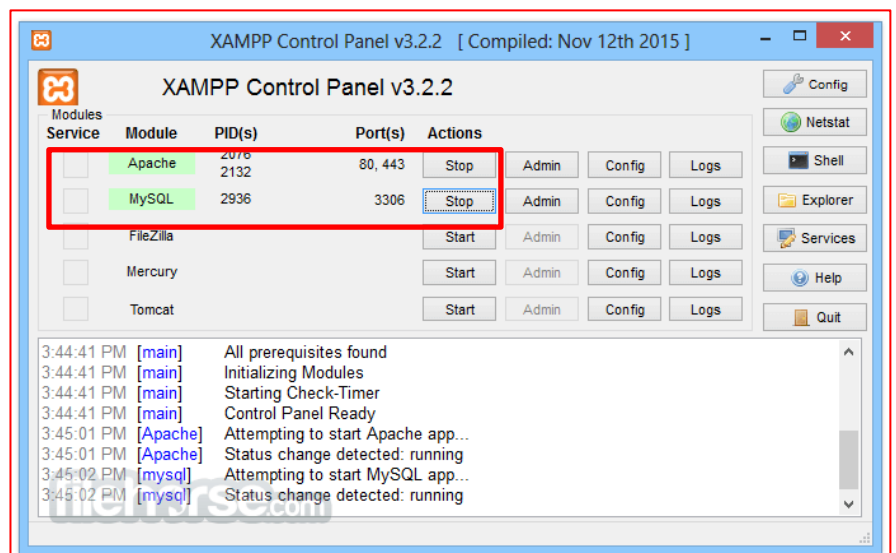 XAMPP Control Panel v3.2.2 [ Compiled: Nov 12th 2015 ]
XAMPP Control Panel v3.2.2
Config
Modules
Service Module PID(s) Port(s) Actions
Netstat
Apache 2076 2132 80, 443 Stop Admin Config Logs
Shell
MySQL 2936 3306 Stop Admin Config Logs
Explorer
FileZilla Start Admin Config Logs
Services
Mercury Start Admin Config Logs
Help
Tomcat Start Admin Config Logs
Quit
3:44:41 PM [main] All prerequisites found
3:44:41 PM [main] Initializing Modules
3:44:41 PM [main] Starting Check-Timer
3:44:41 PM [main] Control Panel Ready
3:45:01 PM [Apache] Attempting to start Apache app...
3:45:01 PM [Apache] Status change detected: running
3:45:02 PM [mysql] Attempting to start MySQL app...
3:45:02 PM [mysql] Status change detected: running
filehorse.com